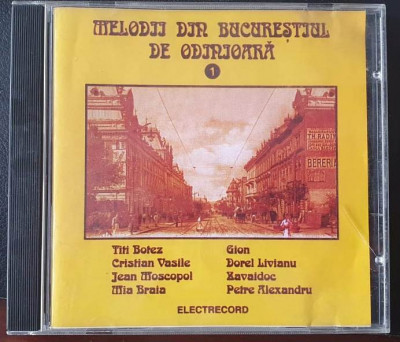 MELODII DIN BUCUREȘTIUL
DE ODINIOARĂ
1
BERERIA
Titi Botez
Cristian Vasile
Jean Moscopol
Mia Braia
Gion
Dorel Livianu
Zavaidoc
Petre Alexandru
ELECTRECORD